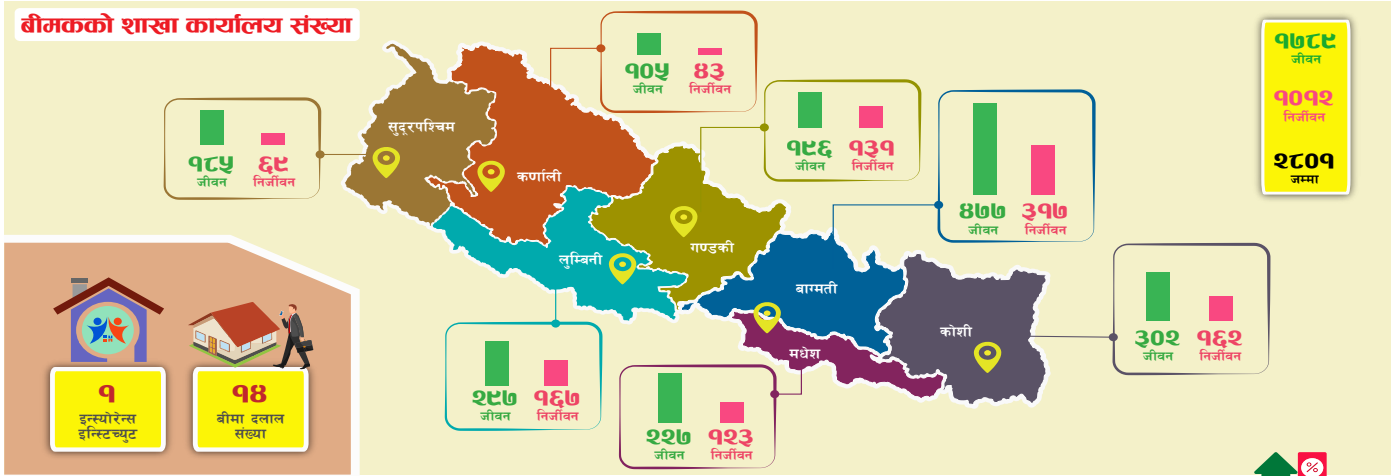 बीमकको शाखा कार्यालय संख्या
१०५ ४३
जीवन निर्जीवन
१७८९
जीवन
१०१२
निर्जीवन
२८०१
जम्मा
१८५ ६९
जीवन निर्जीवन
१९६ १३१
जीवन निर्जीवन
४७७ ३१७
जीवन निर्जीवन
सुदूरपश्चिम
कर्णाली
लुम्बिनी
गण्डकी
बाग्मती
मधेश
कोशी
३०२ १६२
जीवन निर्जीवन
२९७ १६७
जीवन निर्जीवन
२२७ १२३
जीवन निर्जीवन
१
इन्स्योरेन्स
इन्स्टिच्युट
१४
बीमा दलाल
संख्या
%